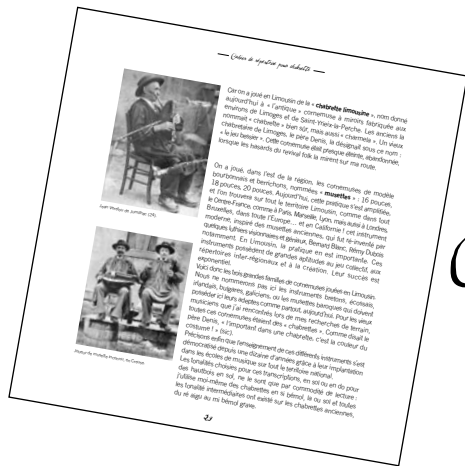 Cahier de répertoire pour chabrette
Car on a joué en Limousin de la « chabrette limousine », nom donné
aujourd'hui à « l'antique » cornemuse à miroirs fabriquée aux
environs de Limoges et de Saint-Yrieix-la-Perche. Les anciens la
nommait « chabrette » bien sûr, mais aussi « charmela ». Un vieux
chabretaire de Limoges, le père Denis, la désignait sous ce nom :
« le jeu bessier ». Cette cornemuse était presque éteinte, abandonnée,
lorsque les hasards du revival folk la mirent sur ma route.
On a joué, dans l'est de la région, les cornemuses de modèle
bourbonnais et berrichons, nommées « musettes » : 16 pouces,
18 pouces, 20 pouces. Aujourd'hui, cette pratique s'est amplifiée,
et l'on trouvera sur tout le territoire Limousin, comme dans tout
le Centre-France, comme à Paris, Marseille, Lyon, mais aussi à Londres,
Bruxelles, dans toute l'Europe... et en Californie ! cet instrument
moderne, inspiré des musettes anciennes, qui fut ré-inventé par
quelques luthiers visionnaires et géniaux, Bernard Blanc, Rémy Dubois
notamment. En Limousin, la pratique en est importante. Ces
instruments possèdent de grandes aptitudes au jeu collectif, aux
répertoires inter-régionaux et à la création. Leur succès est
exponentiel.
Voici donc les trois grandes familles de cornemuses jouées en Limousin.
Nous ne nommerons pas ici les instruments bretons, écossais,
irlandais, bulgares, galiciens, ou les musettes baroques qui doivent
posséder ici leurs adeptes comme partout, aujourd'hui. Pour les vieux
musiciens que j'ai rencontrés lors de mes recherches de terrain,
toutes ces cornemuses étaient des « chabrettes ». Comme disait le
père Denis, « l'important dans une chabrette, c'est la couleur du
costume ! » (sic).
Précisons enfin que l'enseignement de ces différents instruments s'est
démocratisé depuis une dizaine d'années grâce à leur implantation
dans les écoles de musique sur tout le territoire national.
Les tonalités choisies pour ces transcriptions, en sol ou en do pour
des hautbois en sol, ne le sont que par commodité de lecture :
j'utilise moi-même des chabrettes en si bémol, la ou sol et toutes
les tonalité intermédiaires ont existé sur les chabrettes anciennes,
du ré aigu au mi bémol grave.